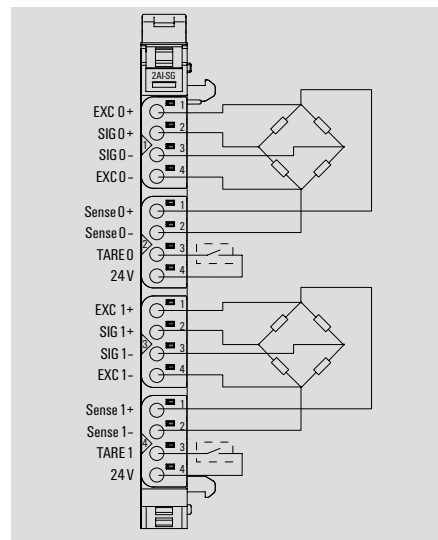 2AI-SG
EXC 0+ 1
SIG 0+ 2
SIG 0– 3
EXC 0– 4
1
Sense 0+ 1
Sense 0– 2
TARE 0 3
24 V 4
2
EXC 1+ 1
SIG 1+ 2
SIG 1– 3
EXC 1– 4
3
Sense 1+ 1
Sense 1– 2
TARE 1 3
24 V 4
4